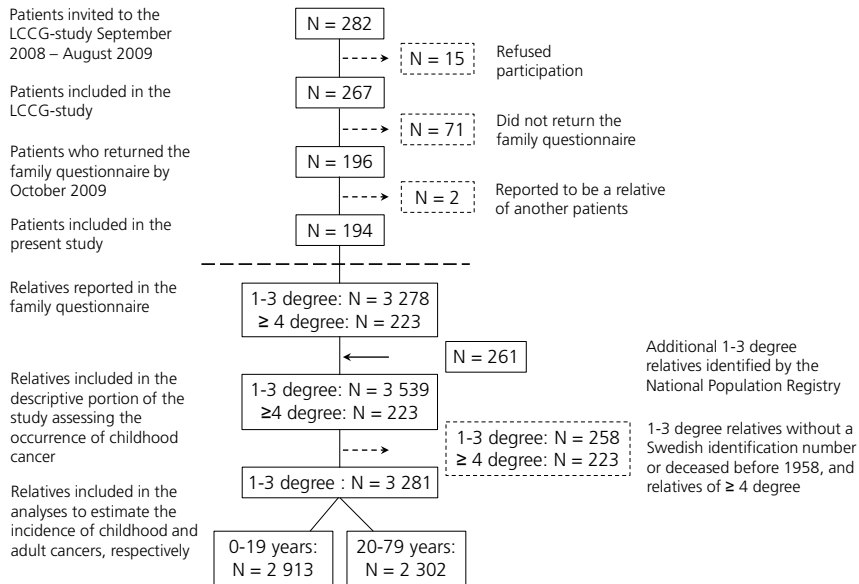 Patients invited to the
LCCG-study September
2008 – August 2009
N = 282
N = 15
Refused
participation
Patients included in the
LCCG-study
N = 267
N = 71
Did not return the
family questionnaire
Patients who returned the
family questionnaire by
October 2009
N = 196
N = 2
Reported to be a relative
of another patients
Patients included in the
present study
N = 194
Relatives reported in the
family questionnaire
1-3 degree: N = 3 278
≥ 4 degree: N = 223
N = 261
Additional 1-3 degree
relatives identified by the
National Population Registry
Relatives included in the
descriptive portion of the
study assessing the
occurrence of childhood
cancer
1-3 degree: N = 3 539
≥4 degree: N = 223
1-3 degree: N = 258
≥ 4 degree: N = 223
1-3 degree relatives without a
Swedish identification number
or deceased before 1958, and
relatives of ≥ 4 degree
1-3 degree : N = 3 281
Relatives included in the
analyses to estimate the
incidence of childhood and
adult cancers, respectively
0-19 years:
N = 2 913
20-79 years:
N = 2 302